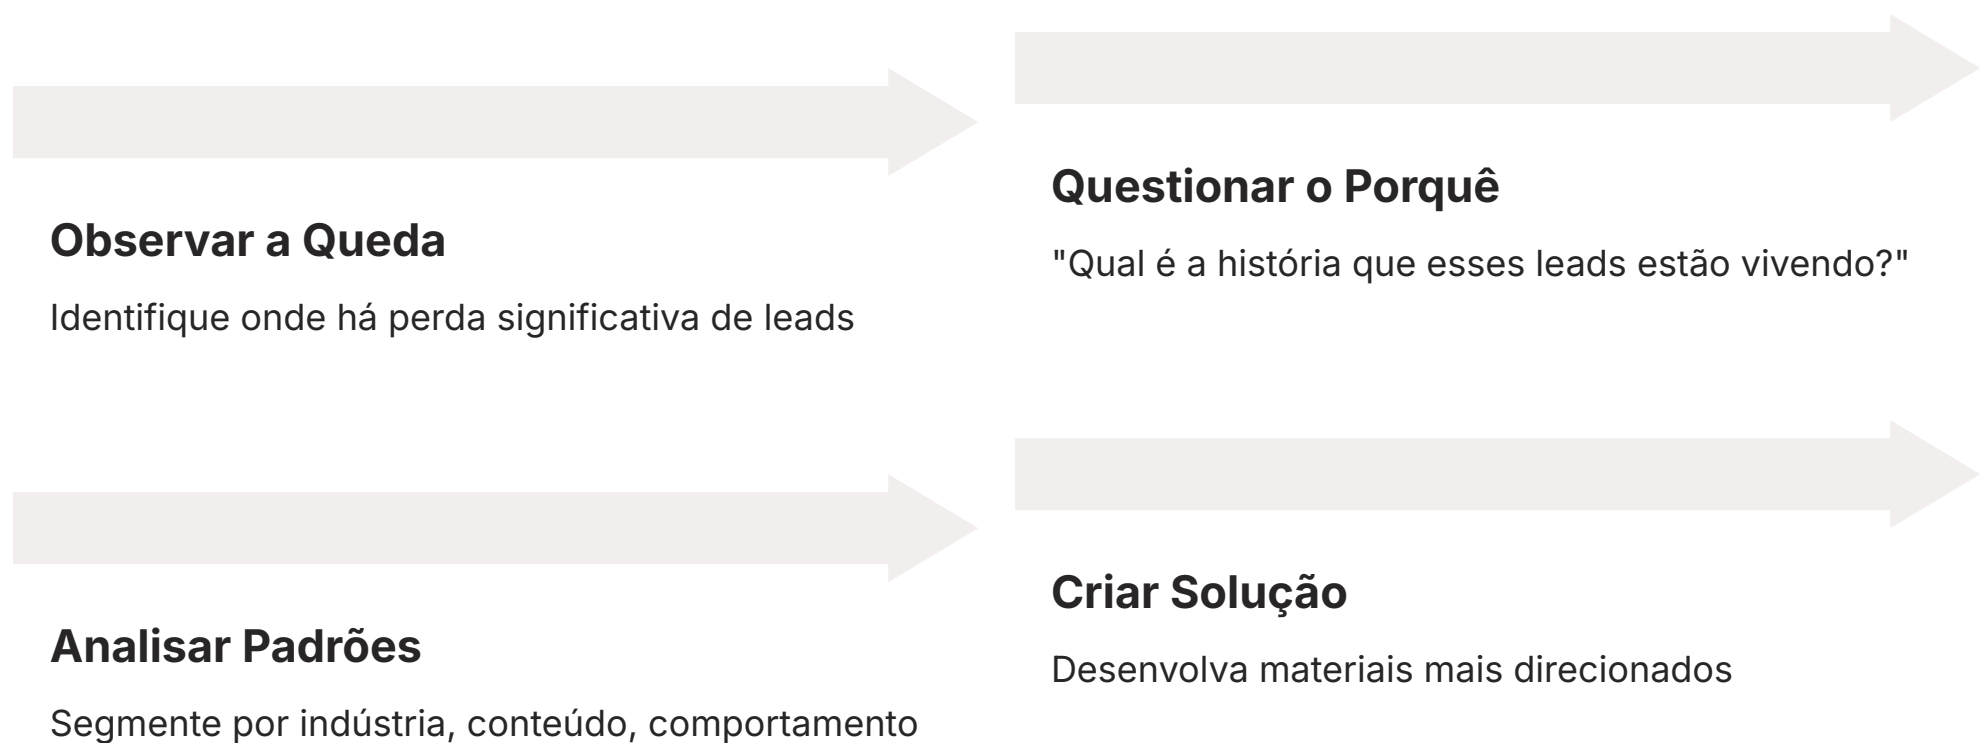 Observar a Queda
Identifique onde há perda significativa de leads
Questionar o Porquê
"Qual é a história que esses leads estão vivendo?"
Analisar Padrões
Segmente por indústria, conteúdo, comportamento
Criar Solução
Desenvolva materiais mais direcionados